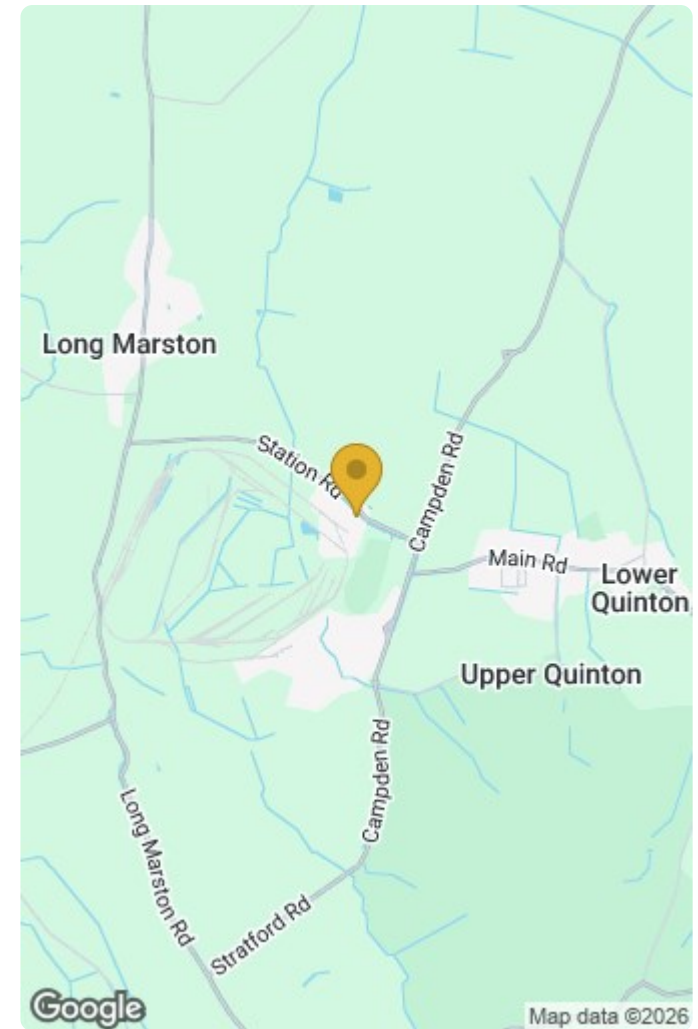 Long Marston
Station Rd
Campden Rd
Main Rd
Lower
Quinton
Upper Quinton
Campden Rd
Long Marston Rd
Stratford Rd
Google
Map data ©2026